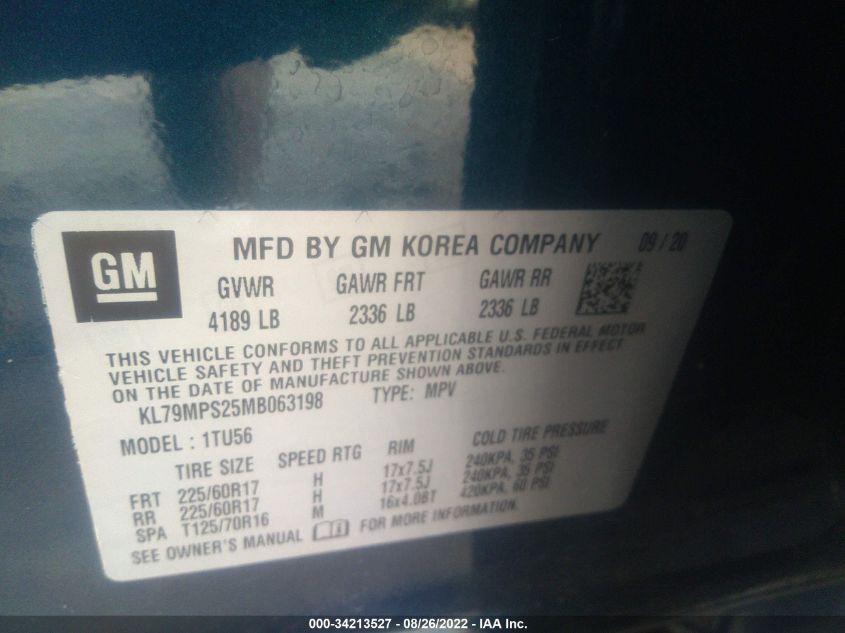 GM
MFD BY GM KOREA COMPANY 09/20
GVWR GAWR FRT GAWR RR
4189 LB 2336 LB 2336 LB
THIS VEHICLE CONFORMS TO ALL APPLICABLE U.S. FEDERAL MOTOR
VEHICLE SAFETY AND THEFT PREVENTION STANDARDS IN EFFECT
ON THE DATE OF MANUFACTURE SHOWN ABOVE.
KL79MPS25MB063198 TYPE: MPV
MODEL : 1TU56
TIRE SIZE SPEED RTG RIM COLD TIRE PRESSURE
FRT 225/60R17 H 17x7.5J 240KPA, 35 PSI
RR 225/60R17 H 17x7.5J 240KPA, 35 PSI
SPA T125/70R16 M 16x4.0BT 420KPA, 60 PSI
SEE OWNER'S MANUAL FOR MORE INFORMATION.
000-34213527 - 08/26/2022 - IAA Inc.